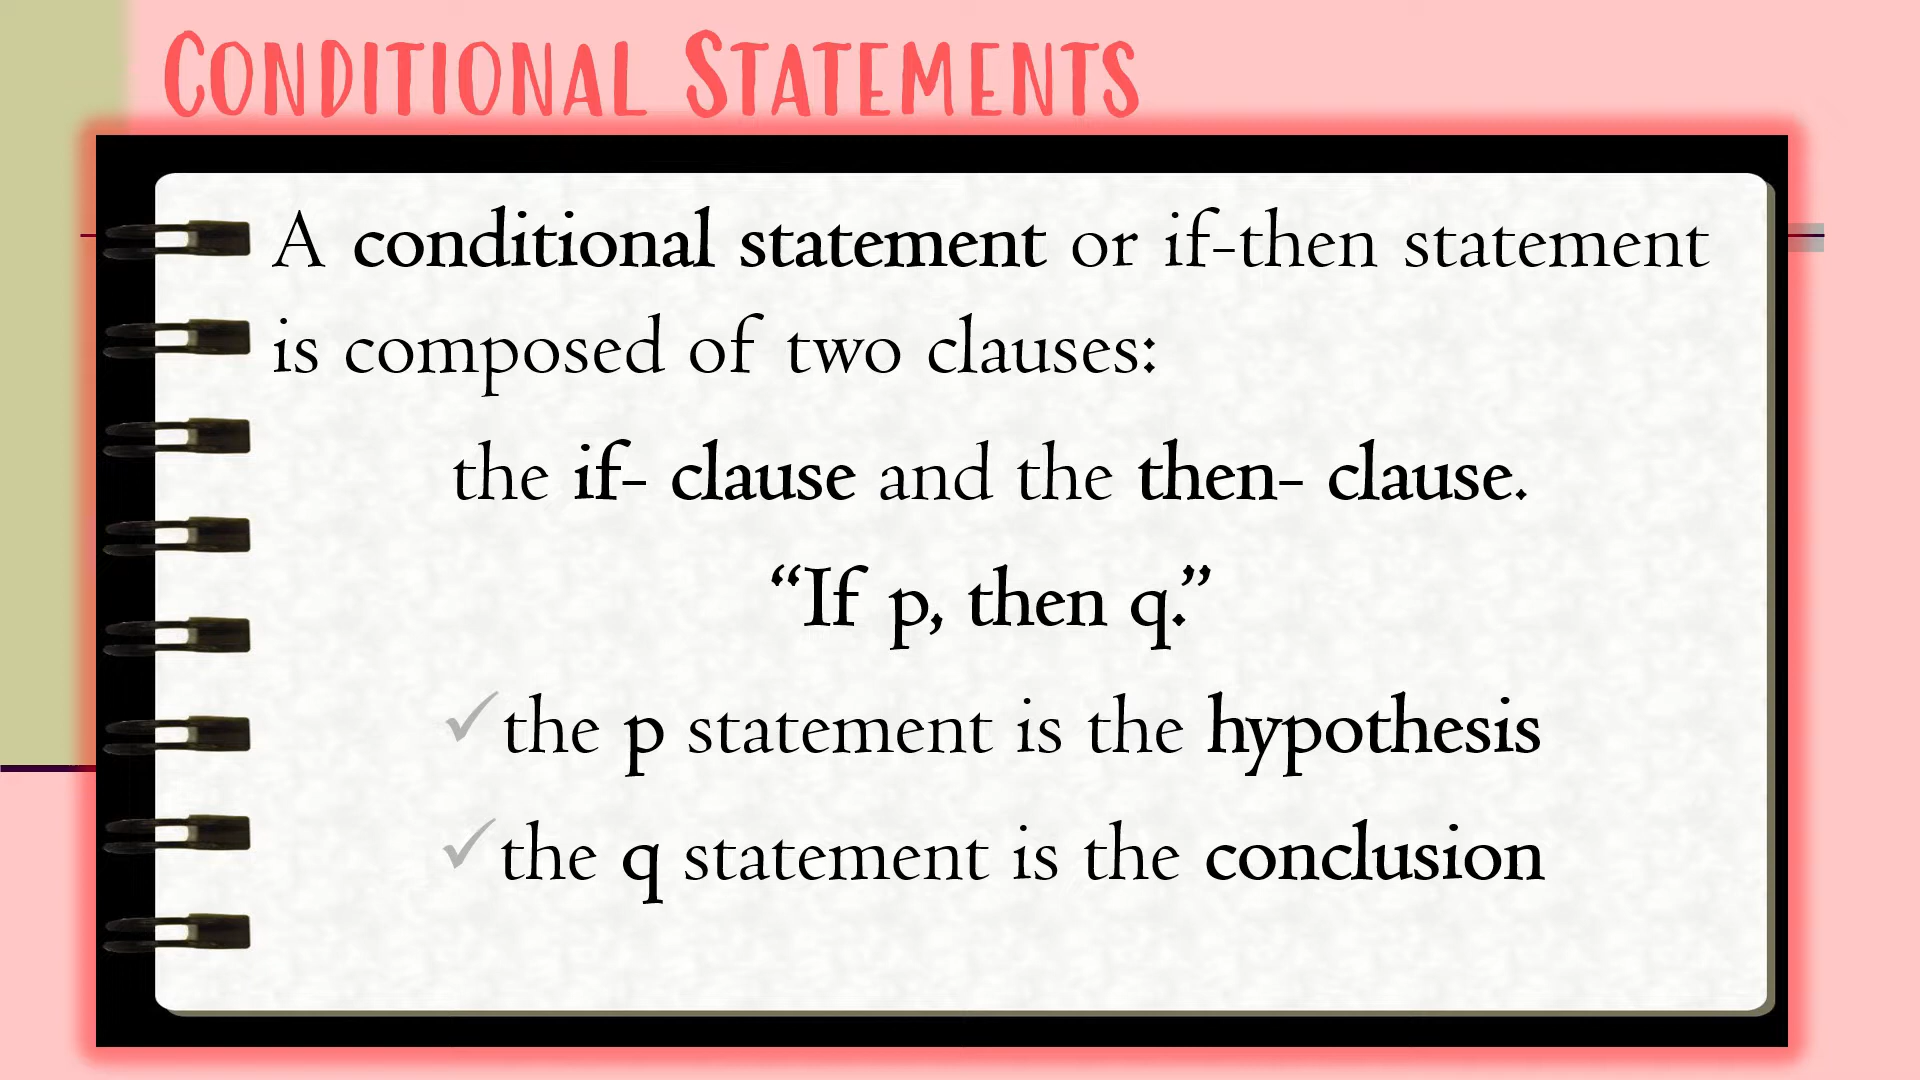 CONDITIONAL STATEMENTS
A conditional statement or if-then statement
is composed of two clauses:
the if- clause and the then- clause.
“If p, then q.”
✓the p statement is the hypothesis
✓the q statement is the conclusion